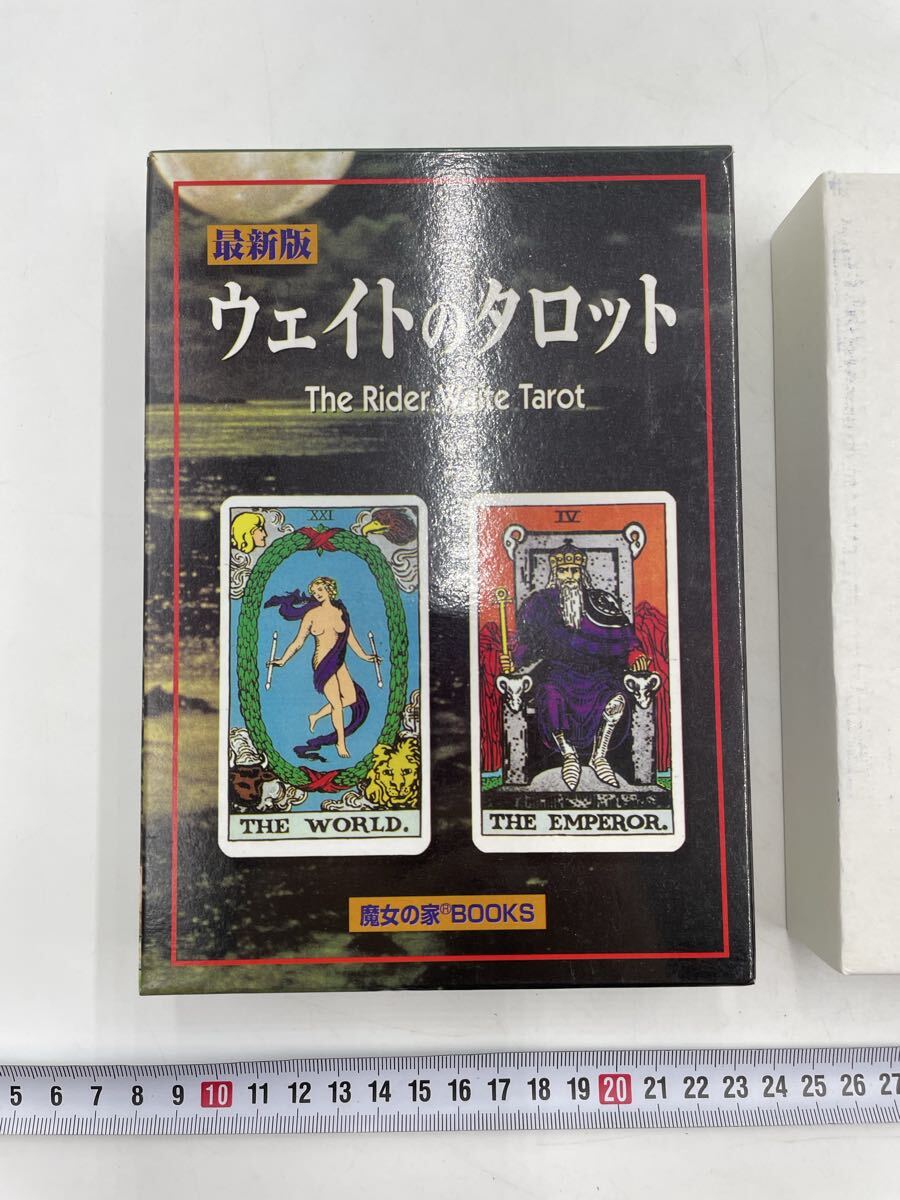 最新版
ウェイトのタロット
The Rider Waite Tarot
XXI
THE WORLD.
IV
THE EMPEROR.
魔女の家®BOOKS
5 6 7 8 9 10 11 12 13 14 15 16 17 18 19 20 21 22 23 24 25 26 27